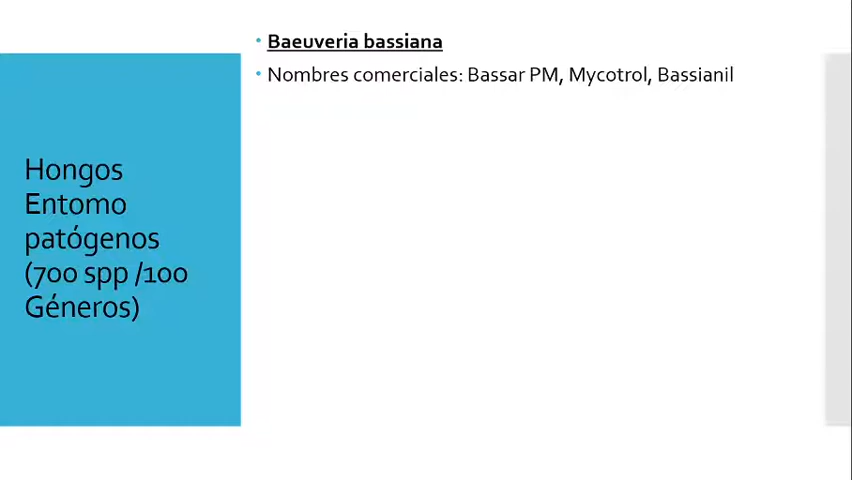 Baeuveria bassiana
Nombres comerciales: Bassar PM, Mycotrol, Bassianil
Hongos
Entomo
patógenos
(700 spp /100
Géneros)